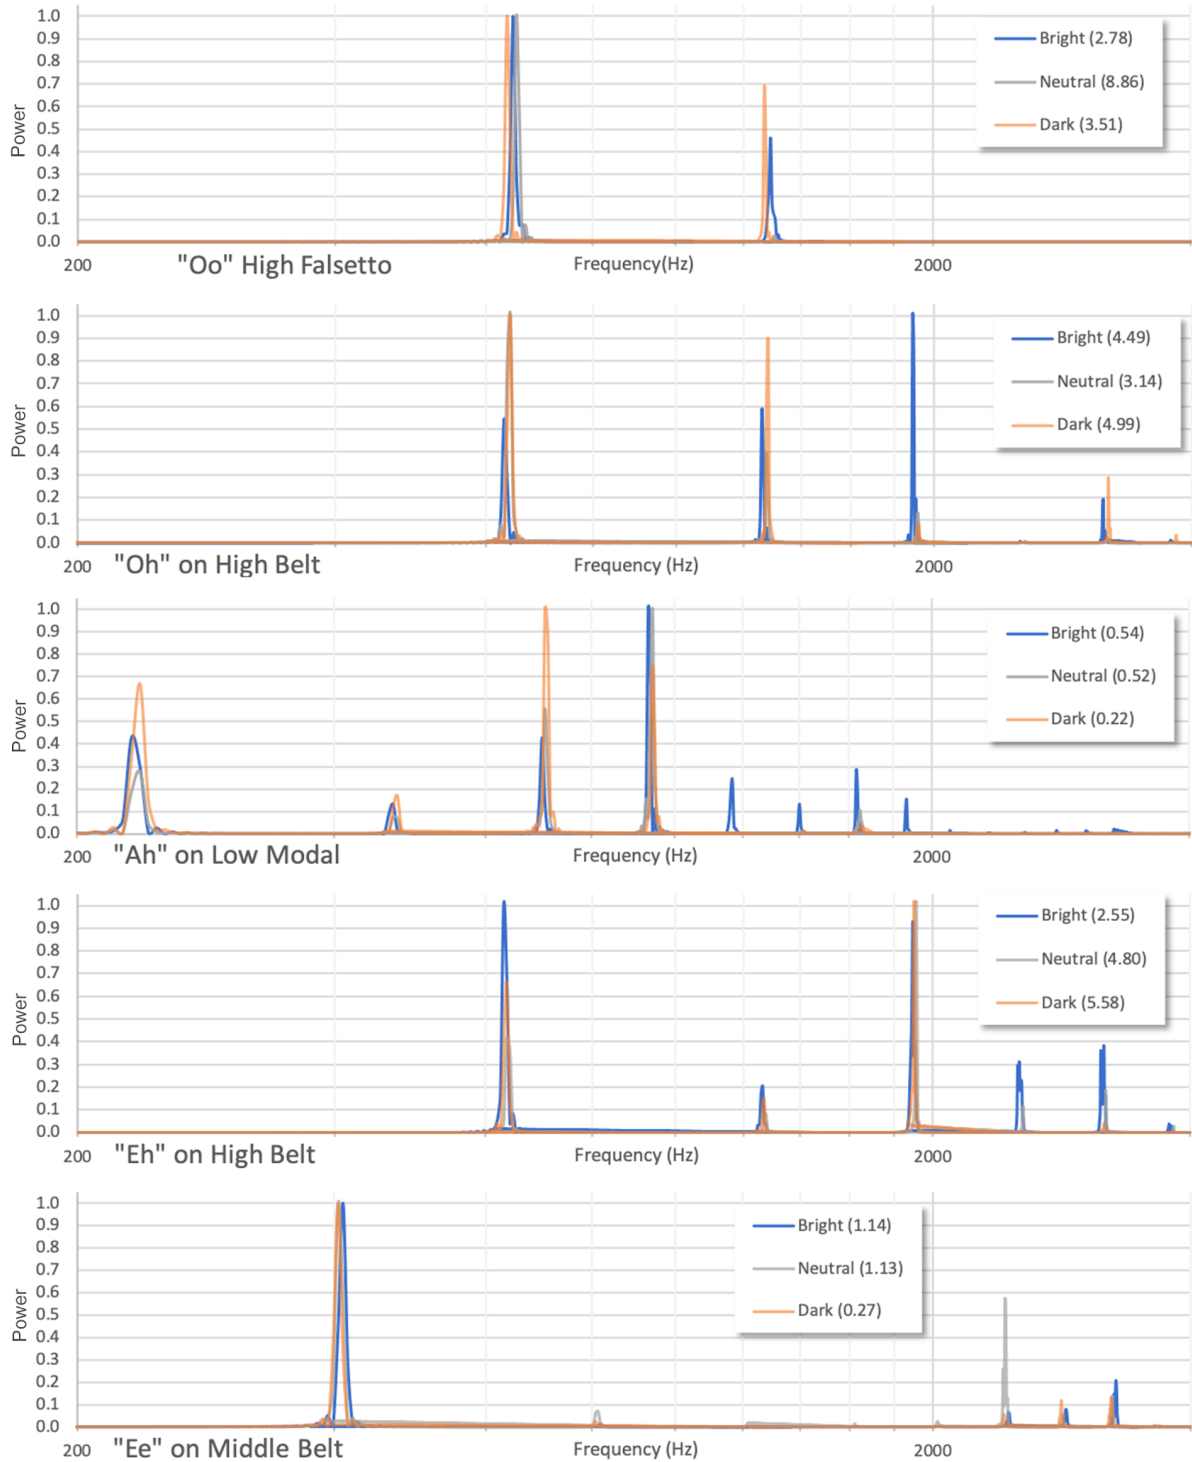 1.0
0.9
0.8
0.7
0.6
0.5
0.4
0.3
0.2
0.1
0.0
Power
Bright (2.78)
Neutral (8.86)
Dark (3.51)
200 "Oo" High Falsetto Frequency(Hz) 2000
1.0
0.9
0.8
0.7
0.6
0.5
0.4
0.3
0.2
0.1
0.0
Power
Bright (4.49)
Neutral (3.14)
Dark (4.99)
200 "Oh" on High Belt Frequency (Hz) 2000
1.0
0.9
0.8
0.7
0.6
0.5
0.4
0.3
0.2
0.1
0.0
Power
Bright (0.54)
Neutral (0.52)
Dark (0.22)
200 "Ah" on Low Modal Frequency (Hz) 2000
1.0
0.9
0.8
0.7
0.6
0.5
0.4
0.3
0.2
0.1
0.0
Power
Bright (2.55)
Neutral (4.80)
Dark (5.58)
200 "Eh" on High Belt Frequency (Hz) 2000
1.0
0.9
0.8
0.7
0.6
0.5
0.4
0.3
0.2
0.1
0.0
Power
Bright (1.14)
Neutral (1.13)
Dark (0.27)
200 "Ee" on Middle Belt Frequency (Hz) 2000